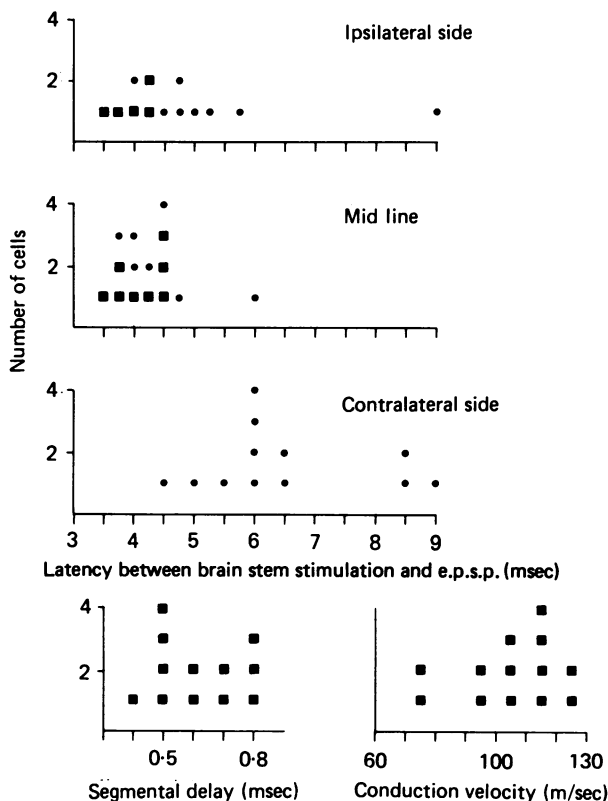 4
Ipsilateral side
2
4
Mid line
2
Number of cells
4
Contralateral side
2
3 4 5 6 7 8 9
Latency between brain stem stimulation and e.p.s.p. (msec)
4
2
0·5 0·8
Segmental delay (msec)
60 100 130
Conduction velocity (m/sec)